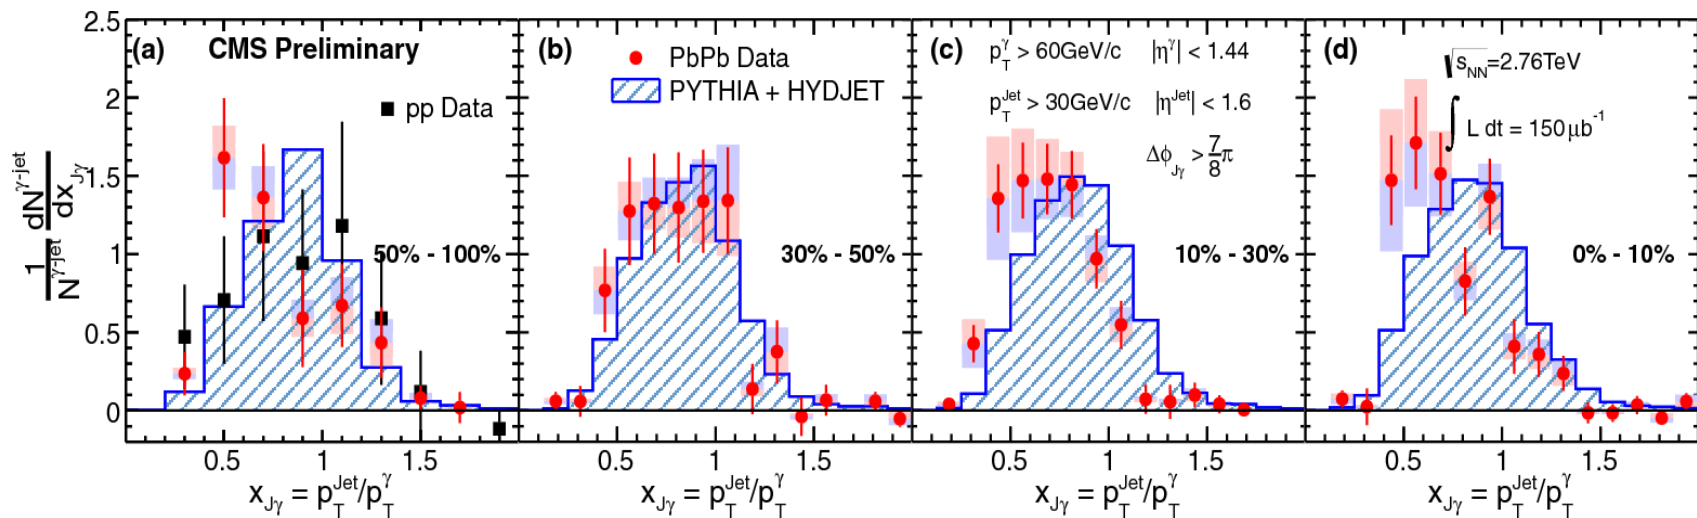 2.5
2
1.5
1
0.5
0
1/N^γ-jet dN^γ-jet/dx_Jγ
(a) CMS Preliminary
pp Data
50% - 100%
(b) PbPb Data
PYTHIA + HYDJET
30% - 50%
(c) p_T^γ > 60GeV/c |η^γ| < 1.44
p_T^Jet > 30GeV/c |η^Jet| < 1.6
Δϕ_Jγ > 7/8 π
10% - 30%
(d) √s_NN=2.76TeV
∫ L dt = 150 μb^-1
0% - 10%
0.5 1 1.5
0.5 1 1.5
0.5 1 1.5
0.5 1 1.5
x_Jγ = p_T^Jet/p_T^γ
x_Jγ = p_T^Jet/p_T^γ
x_Jγ = p_T^Jet/p_T^γ
x_Jγ = p_T^Jet/p_T^γ